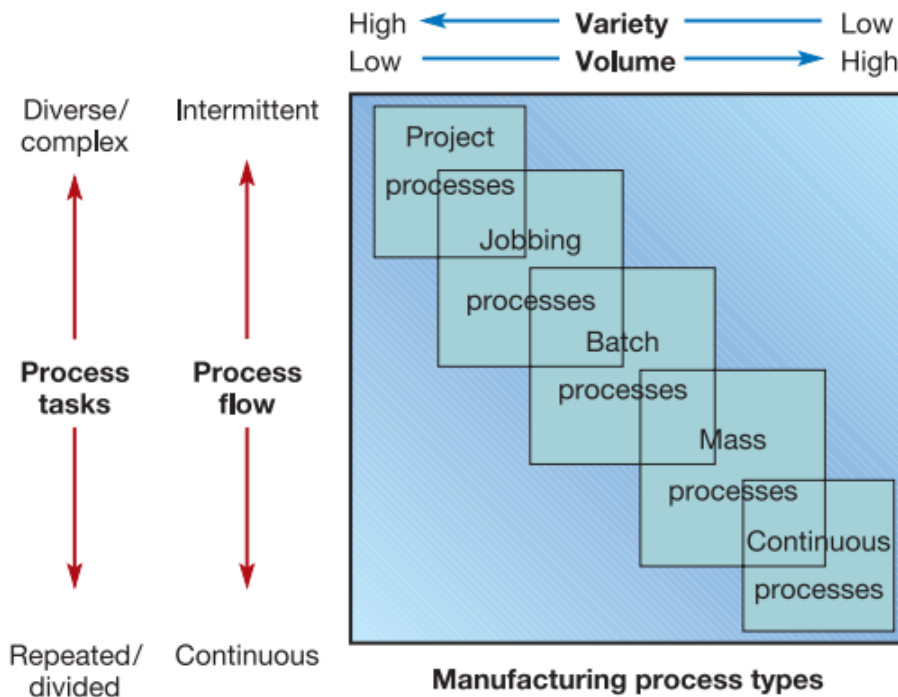 High Variety Low
Low Volume High
Diverse/
complex
Intermittent
Process
tasks
Process
flow
Repeated/
divided
Continuous
Project
processes
Jobbing
processes
Batch
processes
Mass
processes
Continuous
processes
Manufacturing process types